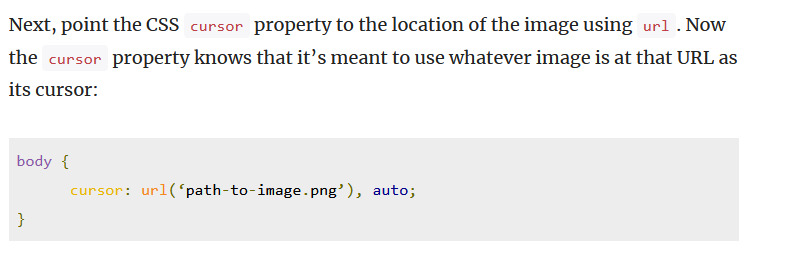 Next, point the CSS cursor property to the location of the image using url . Now
the cursor property knows that it’s meant to use whatever image is at that URL as
its cursor:
body {
cursor: url(‘path-to-image.png’), auto;
}